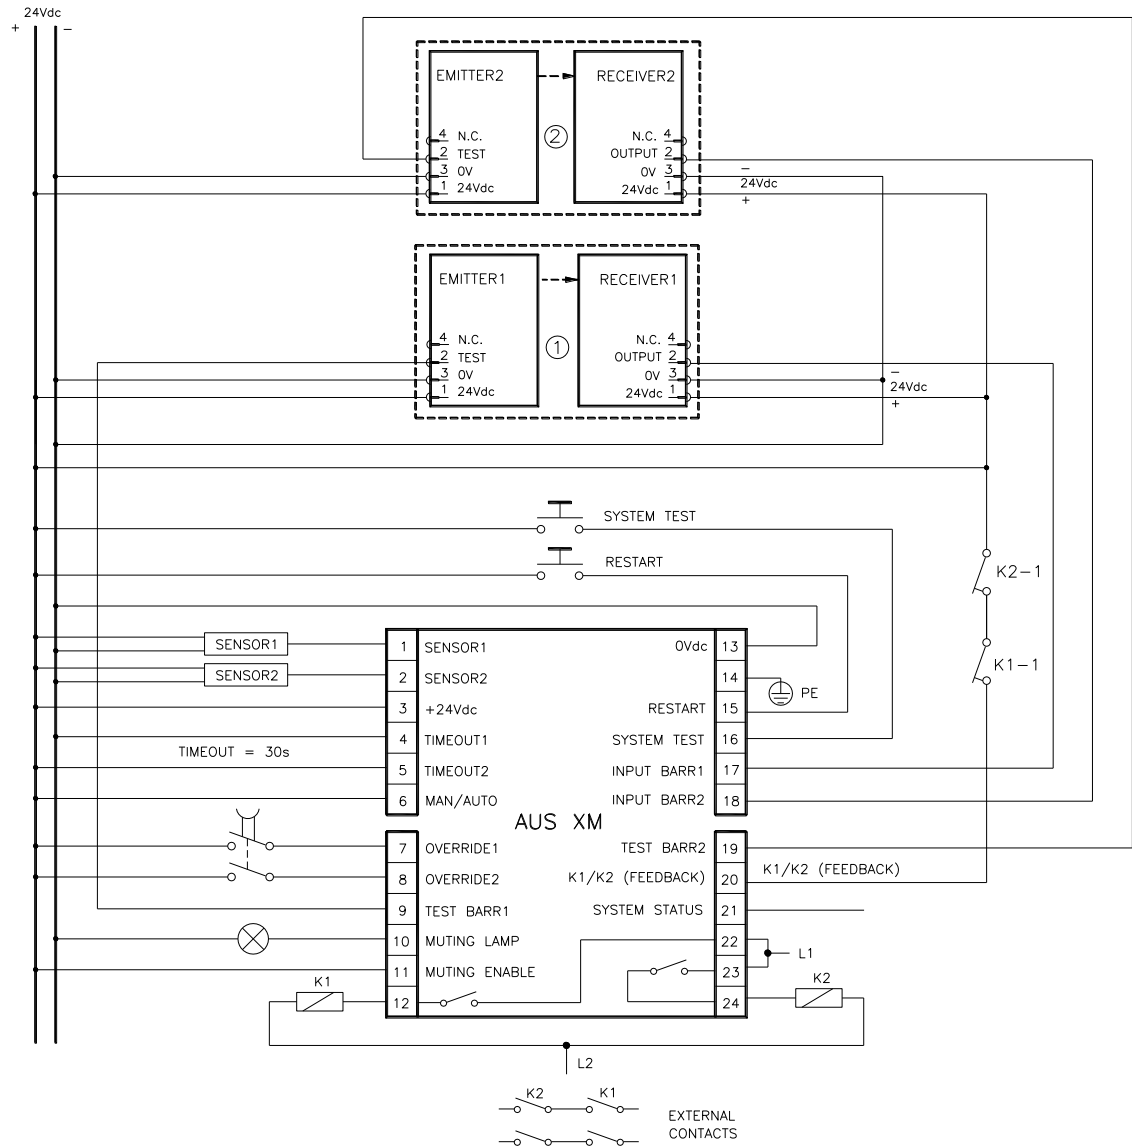 24Vdc
+ −
EMITTER2
RECEIVER2
4 N.C.
2 TEST
3 0V
1 24Vdc
2
N.C. 4
OUTPUT 2
0V 3
24Vdc 1
−
24Vdc
+
EMITTER1
RECEIVER1
4 N.C.
2 TEST
3 0V
1 24Vdc
1
N.C. 4
OUTPUT 2
0V 3
24Vdc 1
−
24Vdc
+
SYSTEM TEST
RESTART
K2-1
K1-1
SENSOR1
SENSOR2
TIMEOUT = 30s
1 SENSOR1
2 SENSOR2
3 +24Vdc
4 TIMEOUT1
5 TIMEOUT2
6 MAN/AUTO
0Vdc 13
14
PE
RESTART 15
SYSTEM TEST 16
INPUT BARR1 17
INPUT BARR2 18
AUS XM
7 OVERRIDE1
8 OVERRIDE2
9 TEST BARR1
10 MUTING LAMP
11 MUTING ENABLE
12
TEST BARR2 19
K1/K2 (FEEDBACK) 20
K1/K2 (FEEDBACK)
SYSTEM STATUS 21
22
23
24
L1
K1
K2
L2
K2 K1
EXTERNAL
CONTACTS